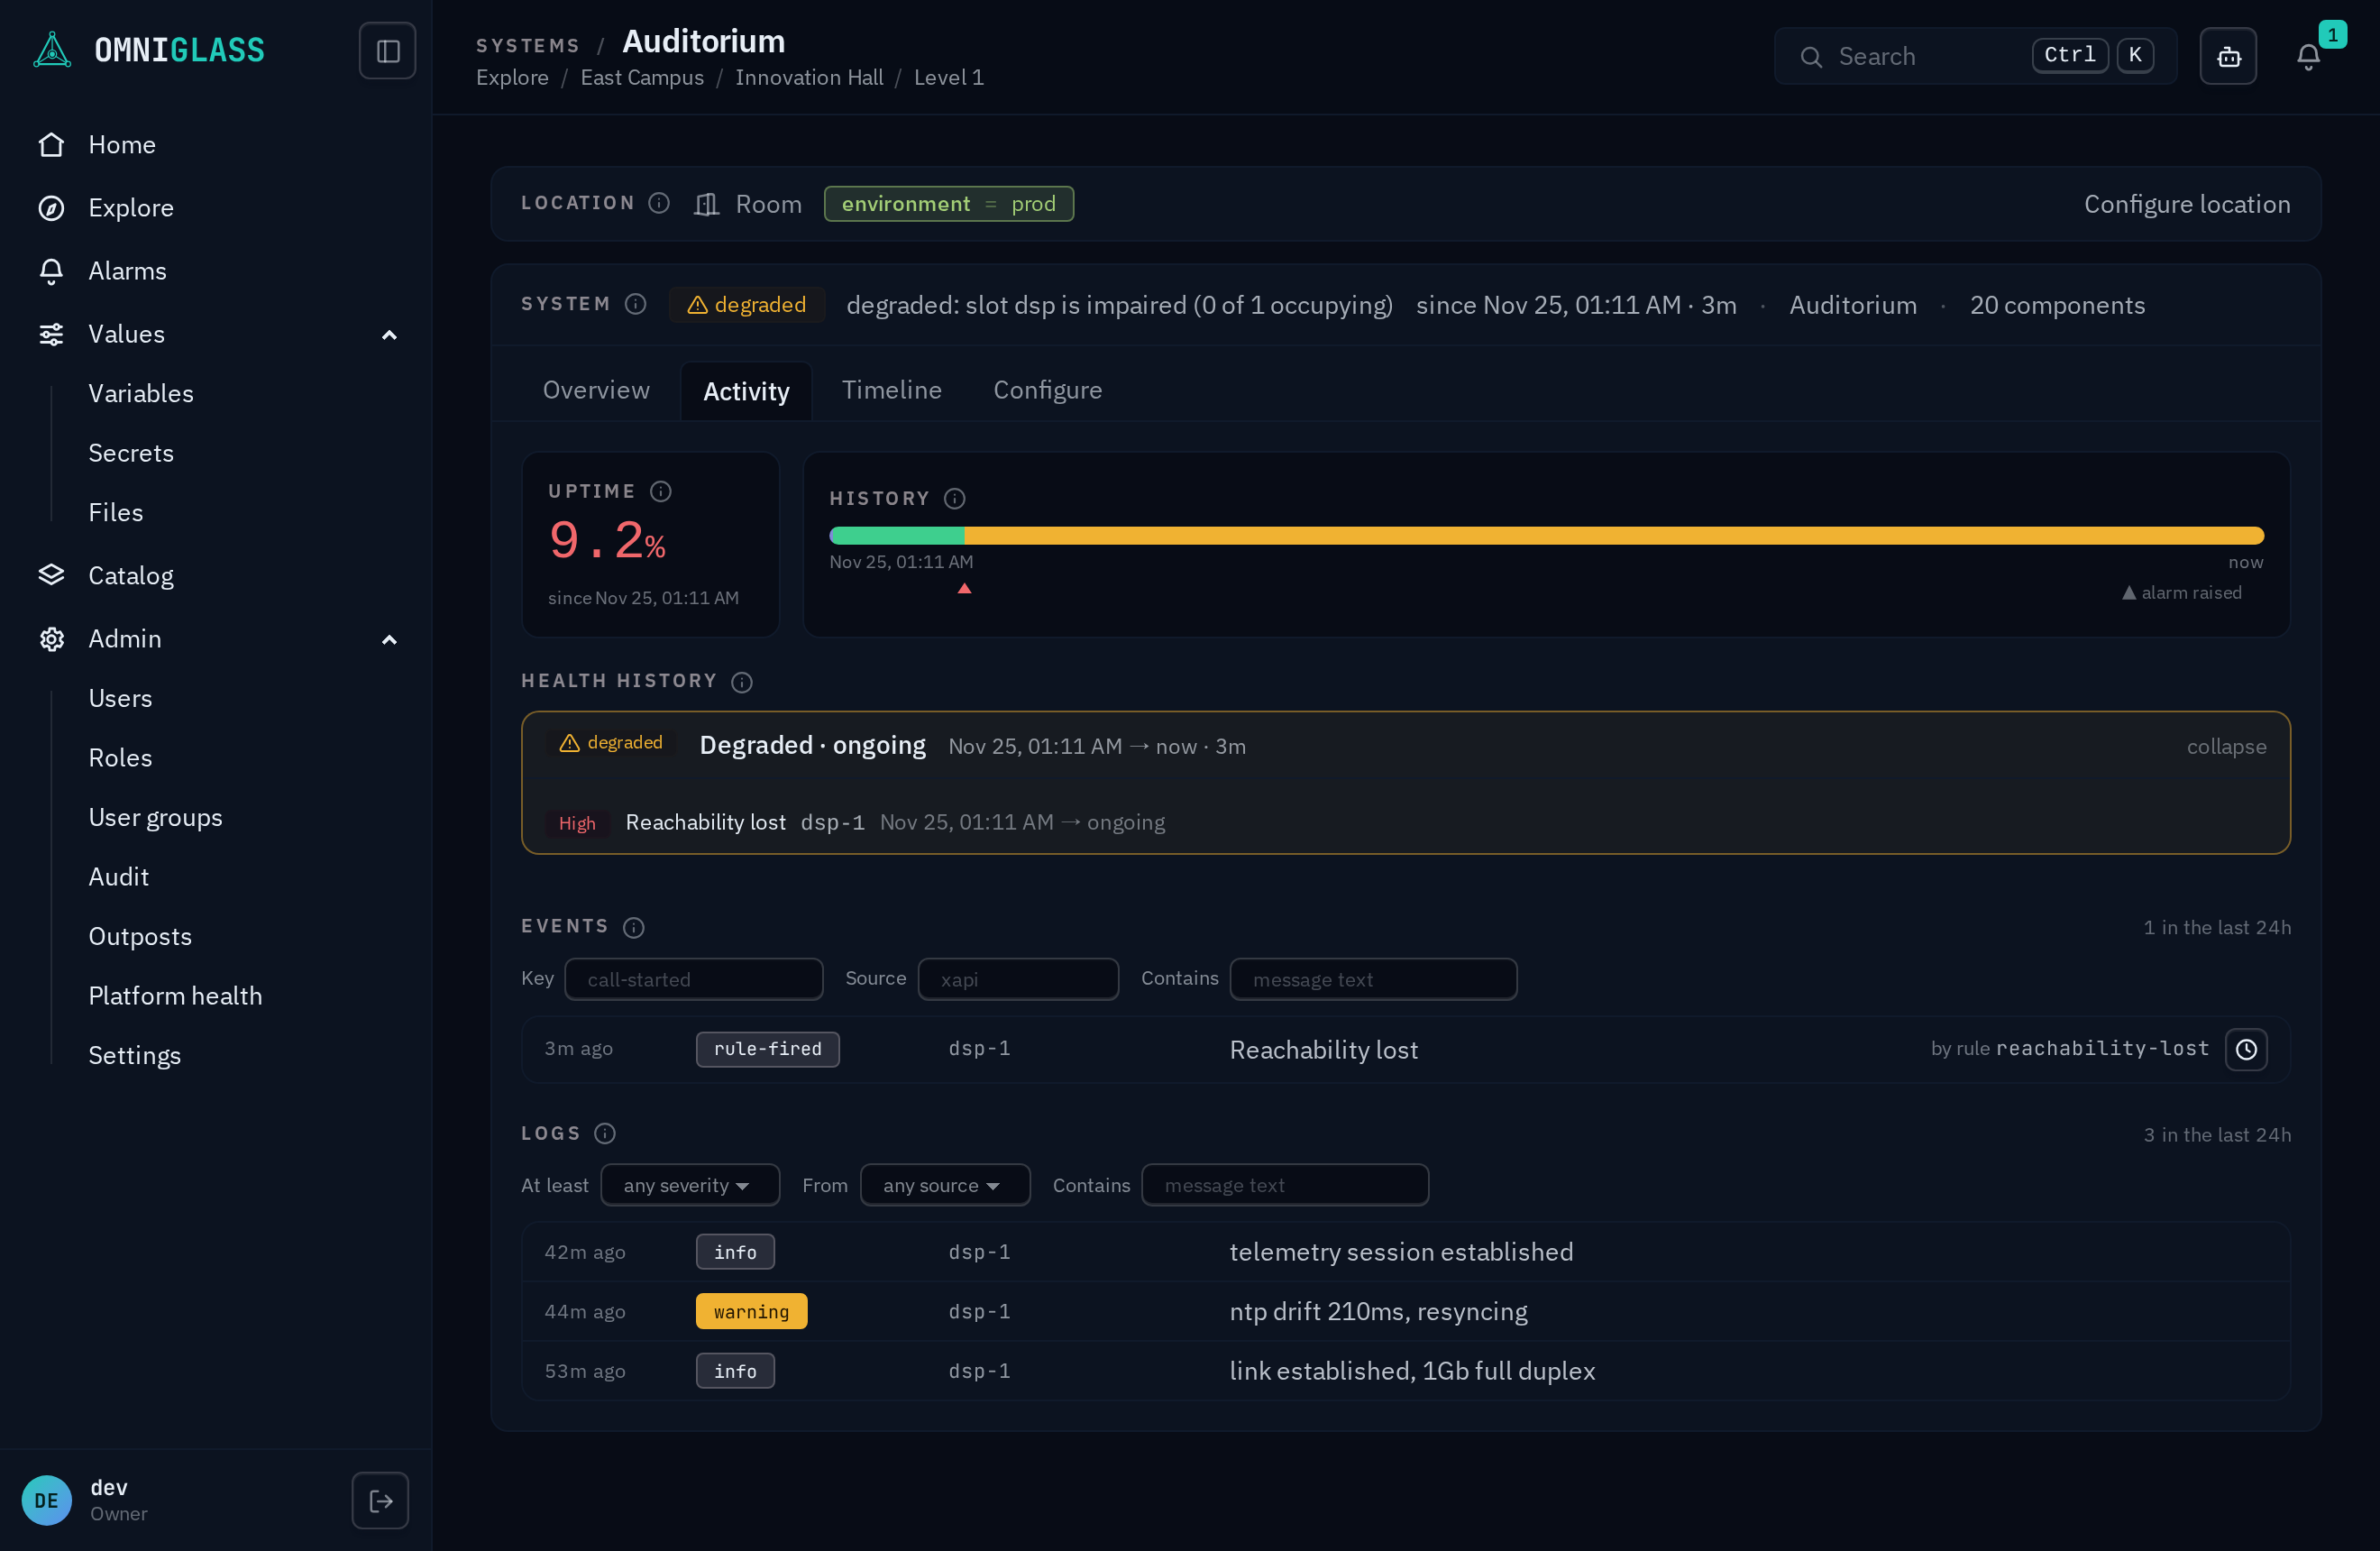 OMNIGLASS
SYSTEMS / Auditorium
Explore / East Campus / Innovation Hall / Level 1
Search Ctrl K
1
Home
Explore
Alarms
Values
Variables
Secrets
Files
Catalog
Admin
Users
Roles
User groups
Audit
Outposts
Platform health
Settings
DE
dev
Owner
LOCATION Room environment = prod Configure location
SYSTEM degraded degraded: slot dsp is impaired (0 of 1 occupying) since Nov 25, 01:11 AM · 3m · Auditorium · 20 components
Overview Activity Timeline Configure
UPTIME
9.2%
since Nov 25, 01:11 AM
HISTORY
Nov 25, 01:11 AM now
alarm raised
HEALTH HISTORY
degraded Degraded · ongoing Nov 25, 01:11 AM → now · 3m collapse
High Reachability lost dsp-1 Nov 25, 01:11 AM → ongoing
EVENTS 1 in the last 24h
Key call-started Source xapi Contains message text
3m ago rule-fired dsp-1 Reachability lost by rule reachability-lost
LOGS 3 in the last 24h
At least any severity From any source Contains message text
42m ago info dsp-1 telemetry session established
44m ago warning dsp-1 ntp drift 210ms, resyncing
53m ago info dsp-1 link established, 1Gb full duplex